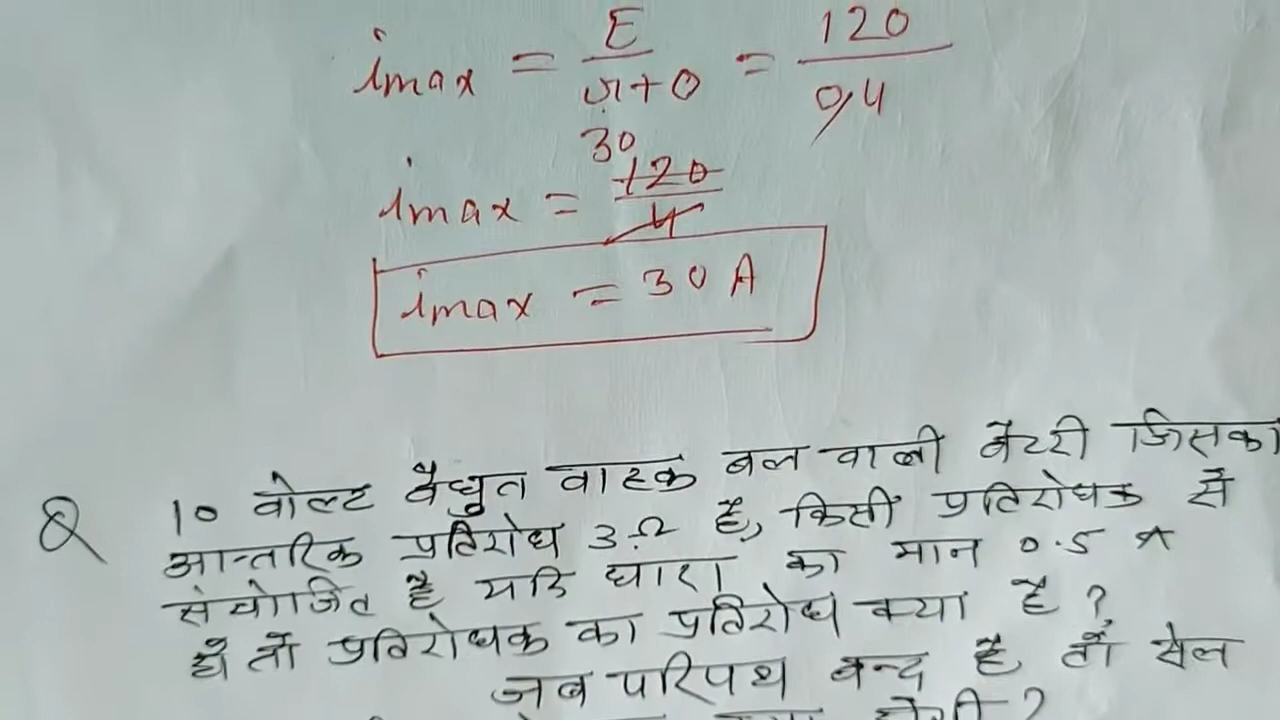 imax = E/r+0 = 120/0,4
30
imax = 120/4
imax = 30 A
Q 10 वोल्ट वैधुत वाहक बल वाली बैटरी जिसका
आन्तरिक प्रतिरोध 3Ω है, किसी प्रतिरोधक से
संयोजित है यदि धारा का मान 0.5 A
है तो प्रतिरोधक का प्रतिरोध क्या है ?
जब परिपथ बन्द है, तो सेल